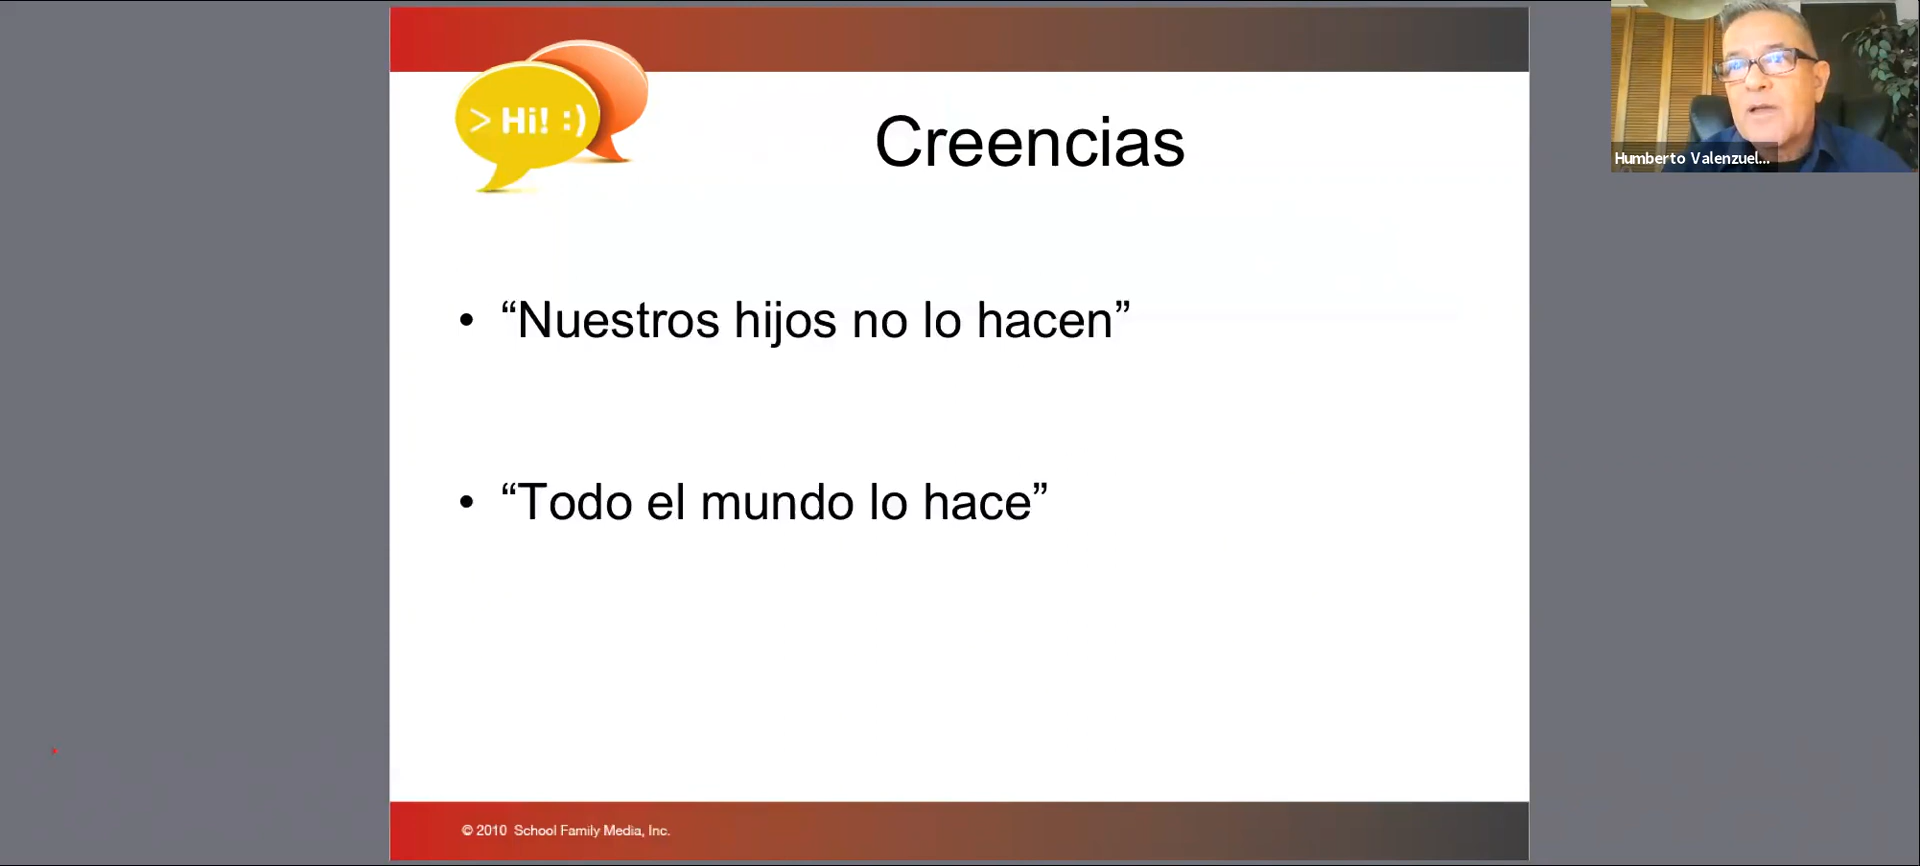 > Hi! :)
Creencias
• “Nuestros hijos no lo hacen”
• “Todo el mundo lo hace”
© 2010 School Family Media, Inc.
Humberto Valenzuel...